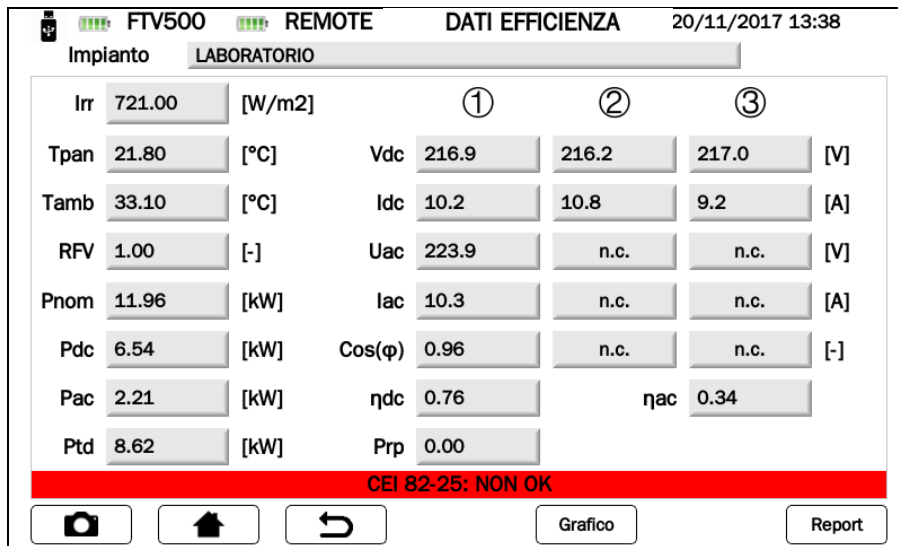 FTV500 REMOTE DATI EFFICIENZA 20/11/2017 13:38
Impianto LABORATORIO
Irr 721.00 [W/m2] ① ② ③
Tpan 21.80 [°C] Vdc 216.9 216.2 217.0 [V]
Tamb 33.10 [°C] Idc 10.2 10.8 9.2 [A]
RFV 1.00 [-] Uac 223.9 n.c. n.c. [V]
Pnom 11.96 [kW] Iac 10.3 n.c. n.c. [A]
Pdc 6.54 [kW] Cos(φ) 0.96 n.c. n.c. [-]
Pac 2.21 [kW] ηdc 0.76 ηac 0.34
Ptd 8.62 [kW] Prp 0.00
CEI 82-25: NON OK
Grafico Report